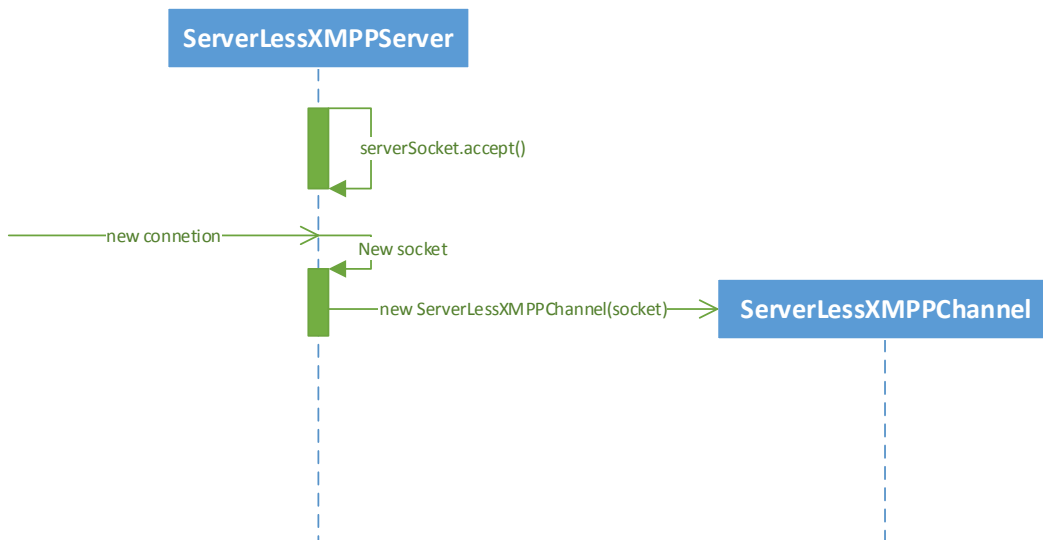 ServerLessXMPPServer
serverSocket.accept()
new connetion
New socket
new ServerLessXMPPChannel(socket)
ServerLessXMPPChannel